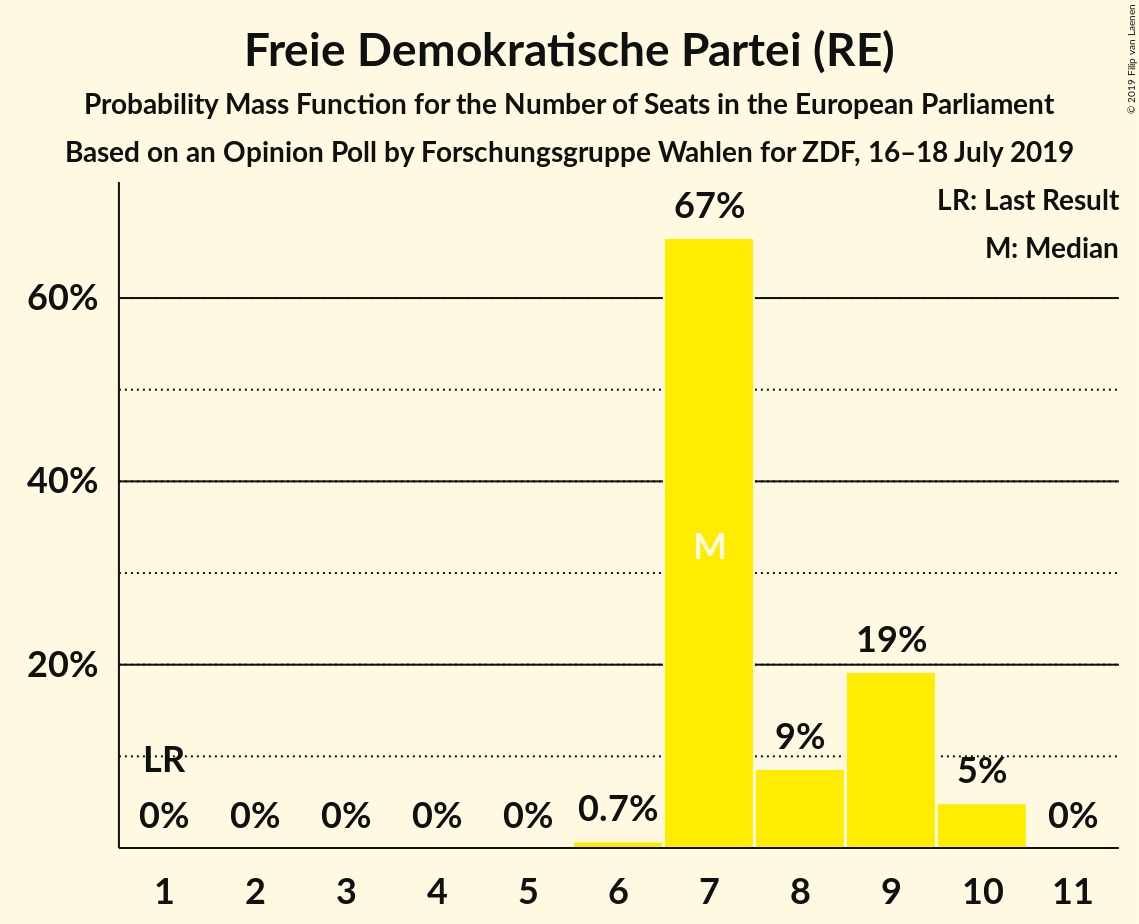 Freie Demokratische Partei (RE)
Probability Mass Function for the Number of Seats in the European Parliament
Based on an Opinion Poll by Forschungsgruppe Wahlen for ZDF, 16–18 July 2019
© 2019 Filip van Laenen
LR: Last Result
M: Median
67%
60%
40%
M
20%
19%
9%
LR
5%
0% 0% 0% 0% 0% 0.7% 0%
1 2 3 4 5 6 7 8 9 10 11